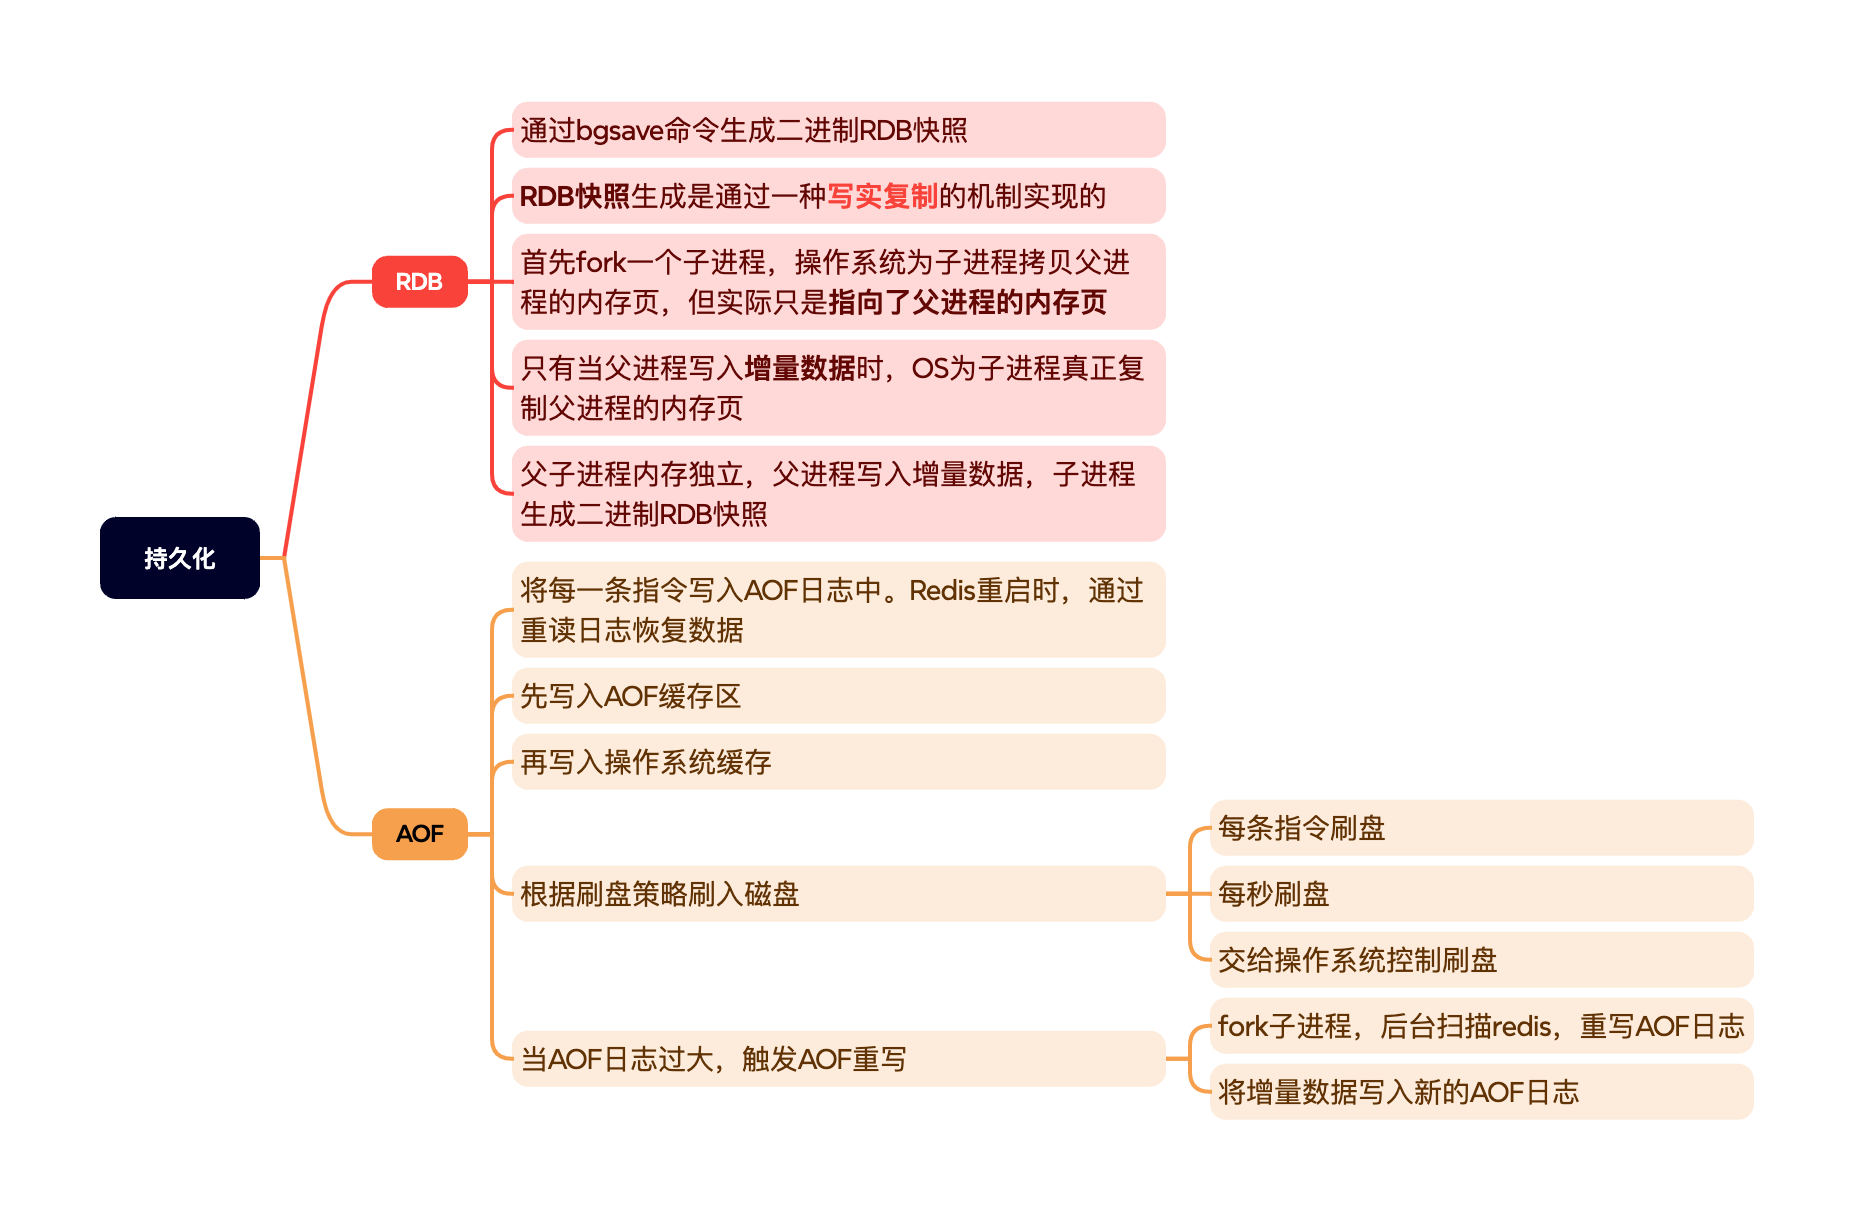 持久化
RDB
通过bgsave命令生成二进制RDB快照
RDB快照生成是通过一种写实复制的机制实现的
首先fork一个子进程，操作系统为子进程拷贝父进
程的内存页，但实际只是指向了父进程的内存页
只有当父进程写入增量数据时，OS为子进程真正复
制父进程的内存页
父子进程内存独立，父进程写入增量数据，子进程
生成二进制RDB快照
AOF
将每一条指令写入AOF日志中。Redis重启时，通过
重读日志恢复数据
先写入AOF缓存区
再写入操作系统缓存
根据刷盘策略刷入磁盘
每条指令刷盘
每秒刷盘
交给操作系统控制刷盘
当AOF日志过大，触发AOF重写
fork子进程，后台扫描redis，重写AOF日志
将增量数据写入新的AOF日志